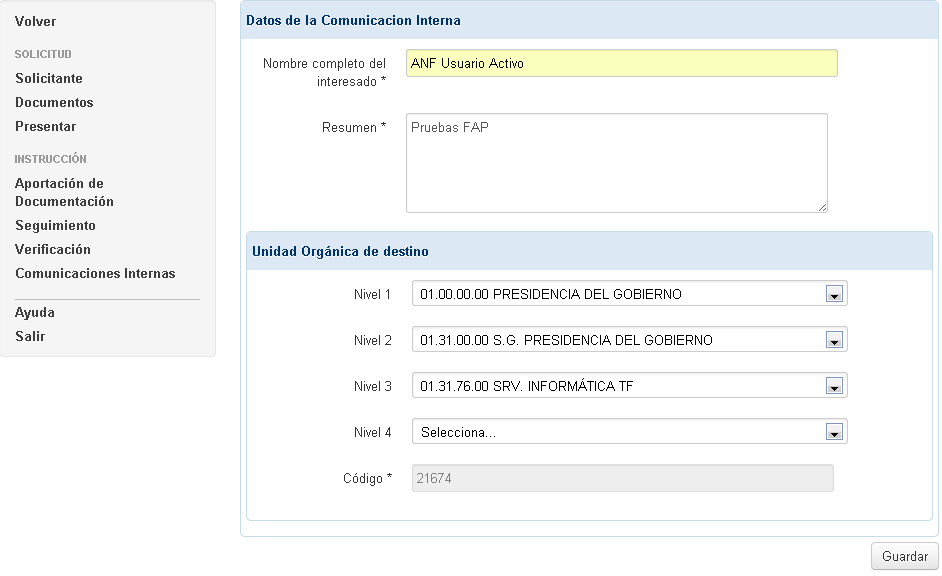 Volver
SOLICITUD
Solicitante
Documentos
Presentar
INSTRUCCIÓN
Aportación de
Documentación
Seguimiento
Verificación
Comunicaciones Internas
Ayuda
Salir
Datos de la Comunicacion Interna
Nombre completo del
interesado *
ANF Usuario Activo
Resumen *
Pruebas FAP
Unidad Orgánica de destino
Nivel 1
01.00.00.00 PRESIDENCIA DEL GOBIERNO
Nivel 2
01.31.00.00 S.G. PRESIDENCIA DEL GOBIERNO
Nivel 3
01.31.76.00 SRV. INFORMÁTICA TF
Nivel 4
Selecciona...
Código *
21674
Guardar